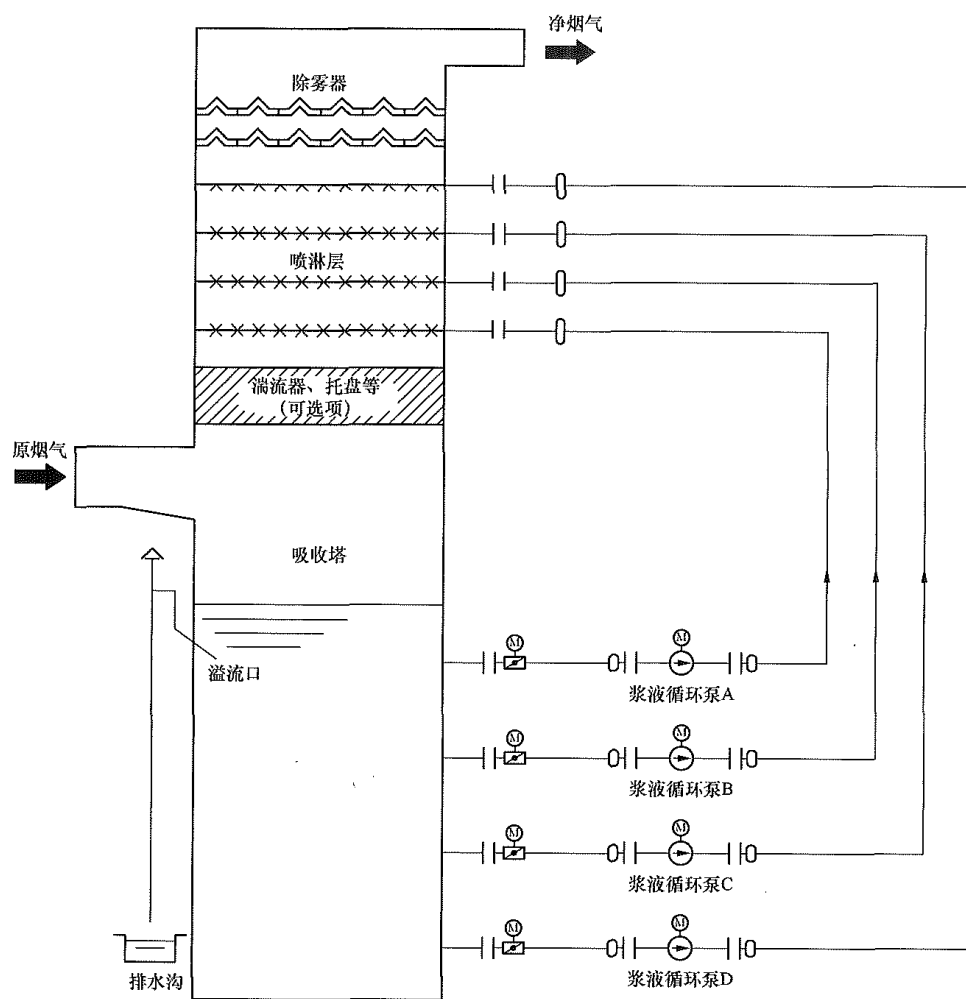 净烟气
除雾器
喷淋层
湍流器、托盘等
(可选项)
原烟气
吸收塔
溢流口
M
浆液循环泵A
M
M
浆液循环泵B
M
M
浆液循环泵C
M
M
浆液循环泵D
M
排水沟